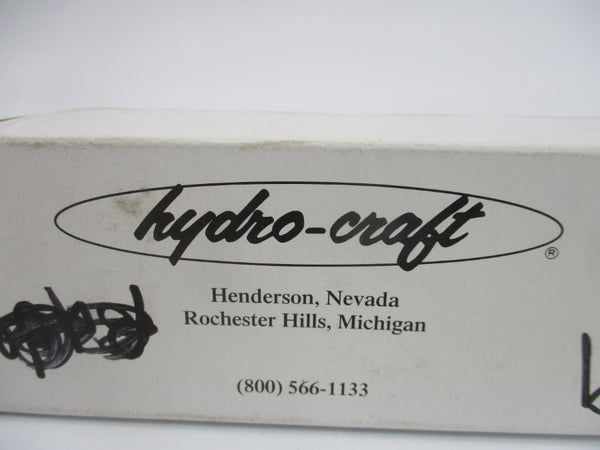 hydro-craft
®
Henderson, Nevada
Rochester Hills, Michigan
(800) 566-1133